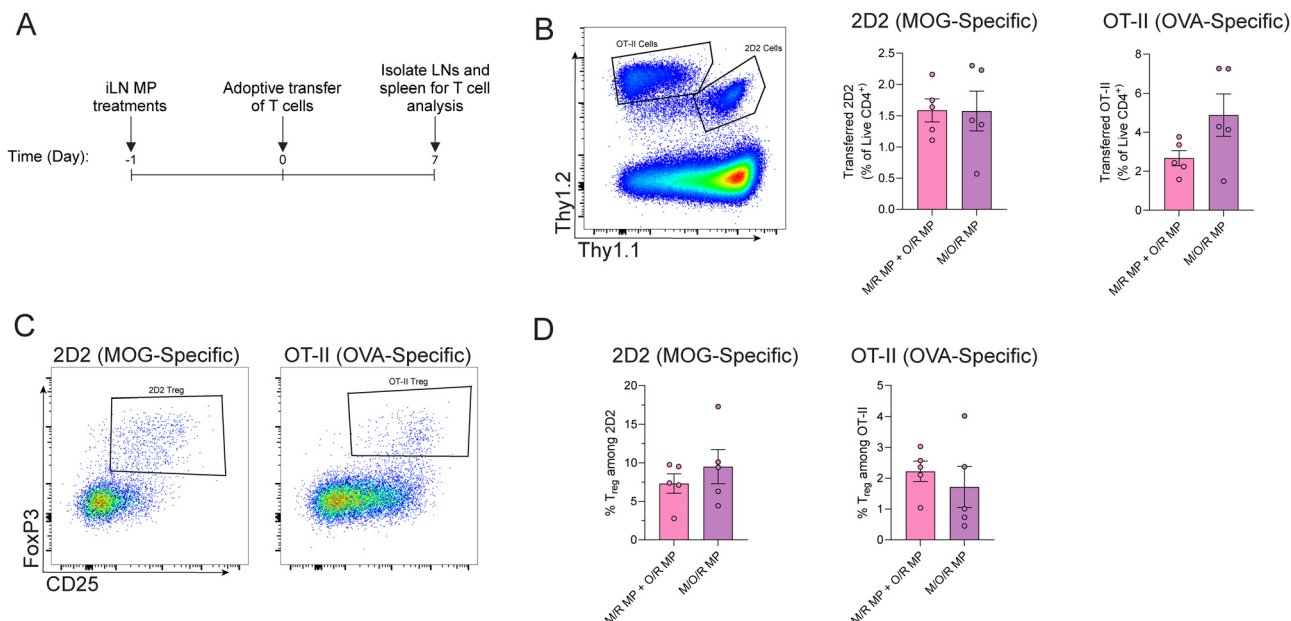 A
iLN MP
treatments
Adoptive transfer
of T cells
Isolate LNs and
spleen for T cell
analysis
Time (Day):
-1
0
7
B
OT-II Cells
2D2 Cells
Thy1.2
Thy1.1
2D2 (MOG-Specific)
Transferred 2D2
(% of Live CD4⁺)
2.5
2.0
1.5
1.0
0.5
0.0
M/R MP + O/R MP
M/O/R MP
OT-II (OVA-Specific)
Transferred OT-II
(% of Live CD4⁺)
8
6
4
2
0
M/R MP + O/R MP
M/O/R MP
C
2D2 (MOG-Specific)
2D2 Treg
OT-II (OVA-Specific)
OT-II Treg
FoxP3
CD25
D
2D2 (MOG-Specific)
% TReg among 2D2
20
15
10
5
0
M/R MP + O/R MP
M/O/R MP
OT-II (OVA-Specific)
% TReg among OT-II
5
4
3
2
1
0
M/R MP + O/R MP
M/O/R MP